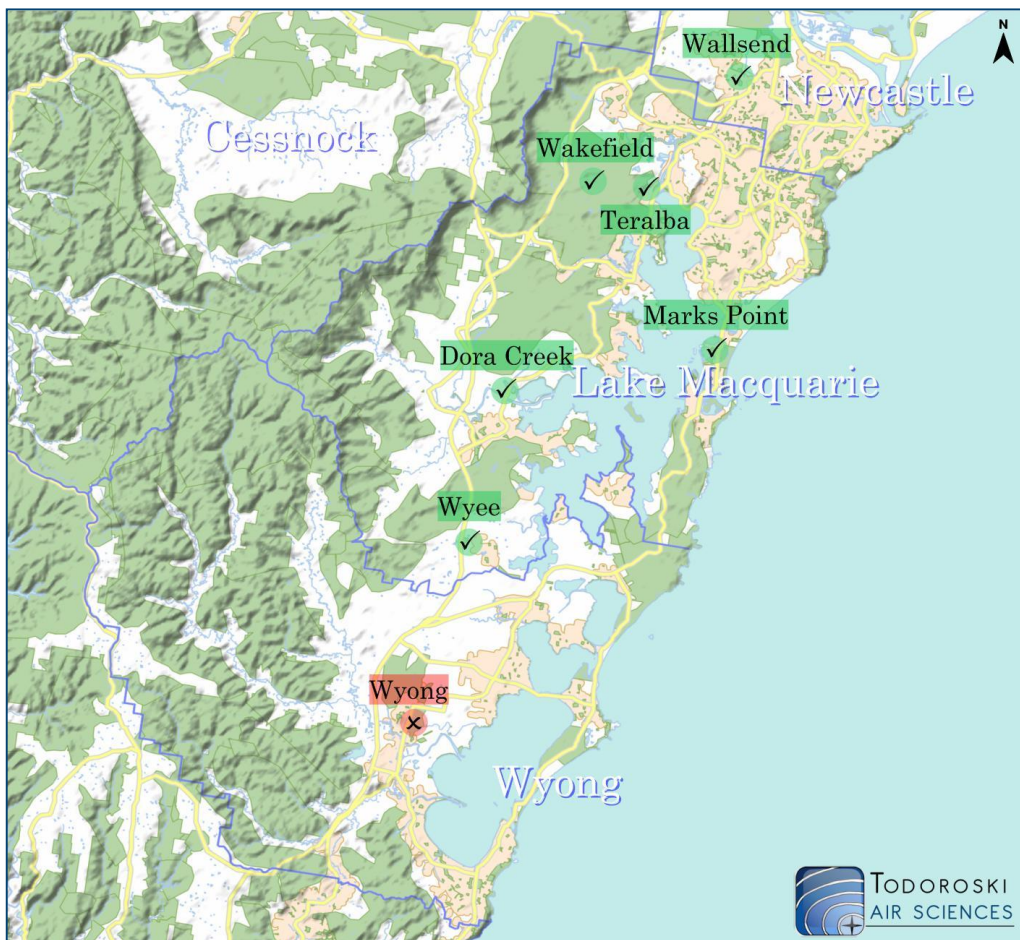 N
Wallsend
Newcastle
Cessnock
Wakefield
Teralba
Marks Point
Dora Creek
Lake Macquarie
Wyee
Wyong
Wyong
TODOROSKI
AIR SCIENCES